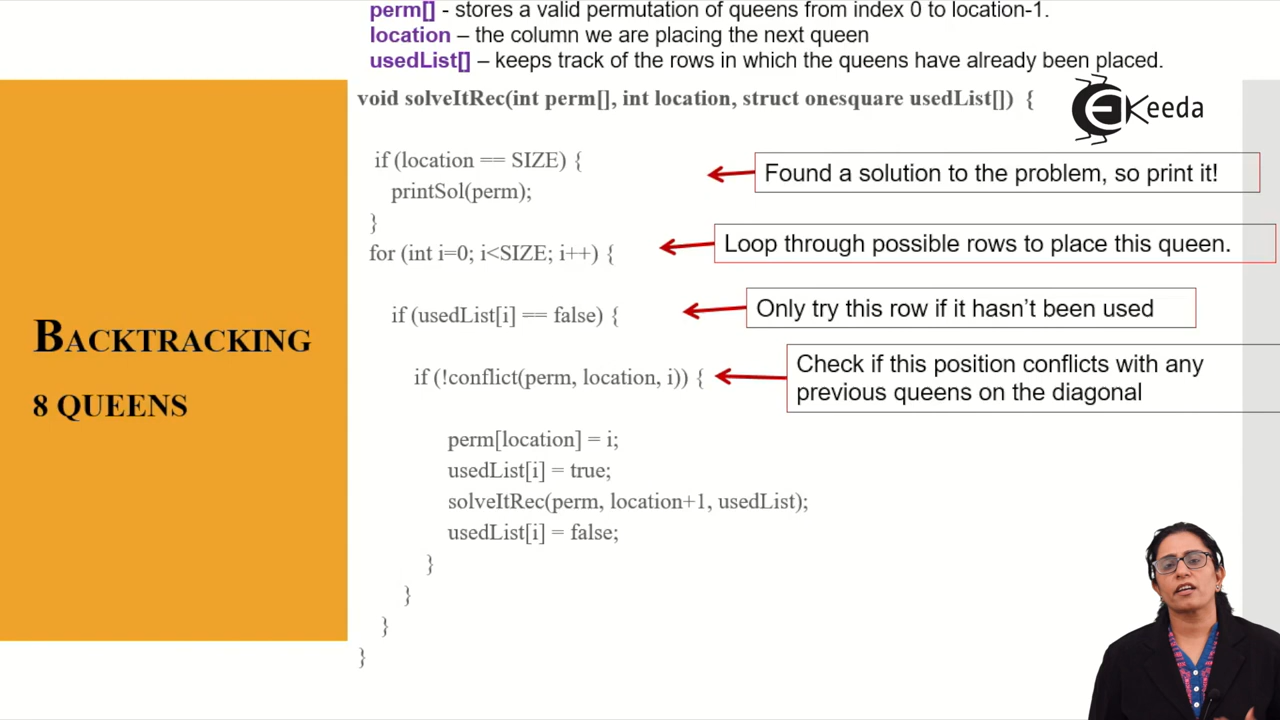 perm[] - stores a valid permutation of queens from index 0 to location-1.
location – the column we are placing the next queen
usedList[] – keeps track of the rows in which the queens have already been placed.
void solveItRec(int perm[], int location, struct onesquare usedList[]) {
EKeeda
if (location == SIZE) {
Found a solution to the problem, so print it!
printSol(perm);
}
for (int i=0; i<SIZE; i++) {
Loop through possible rows to place this queen.
if (usedList[i] == false) {
Only try this row if it hasn’t been used
if (!conflict(perm, location, i)) {
Check if this position conflicts with any
previous queens on the diagonal
BACKTRACKING
8 QUEENS
perm[location] = i;
usedList[i] = true;
solveItRec(perm, location+1, usedList);
usedList[i] = false;
}
}
}
}